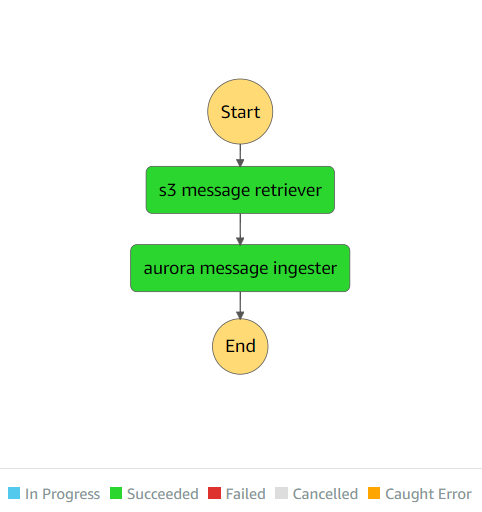 Start
s3 message retriever
aurora message ingester
End
In Progress Succeeded Failed Cancelled Caught Error